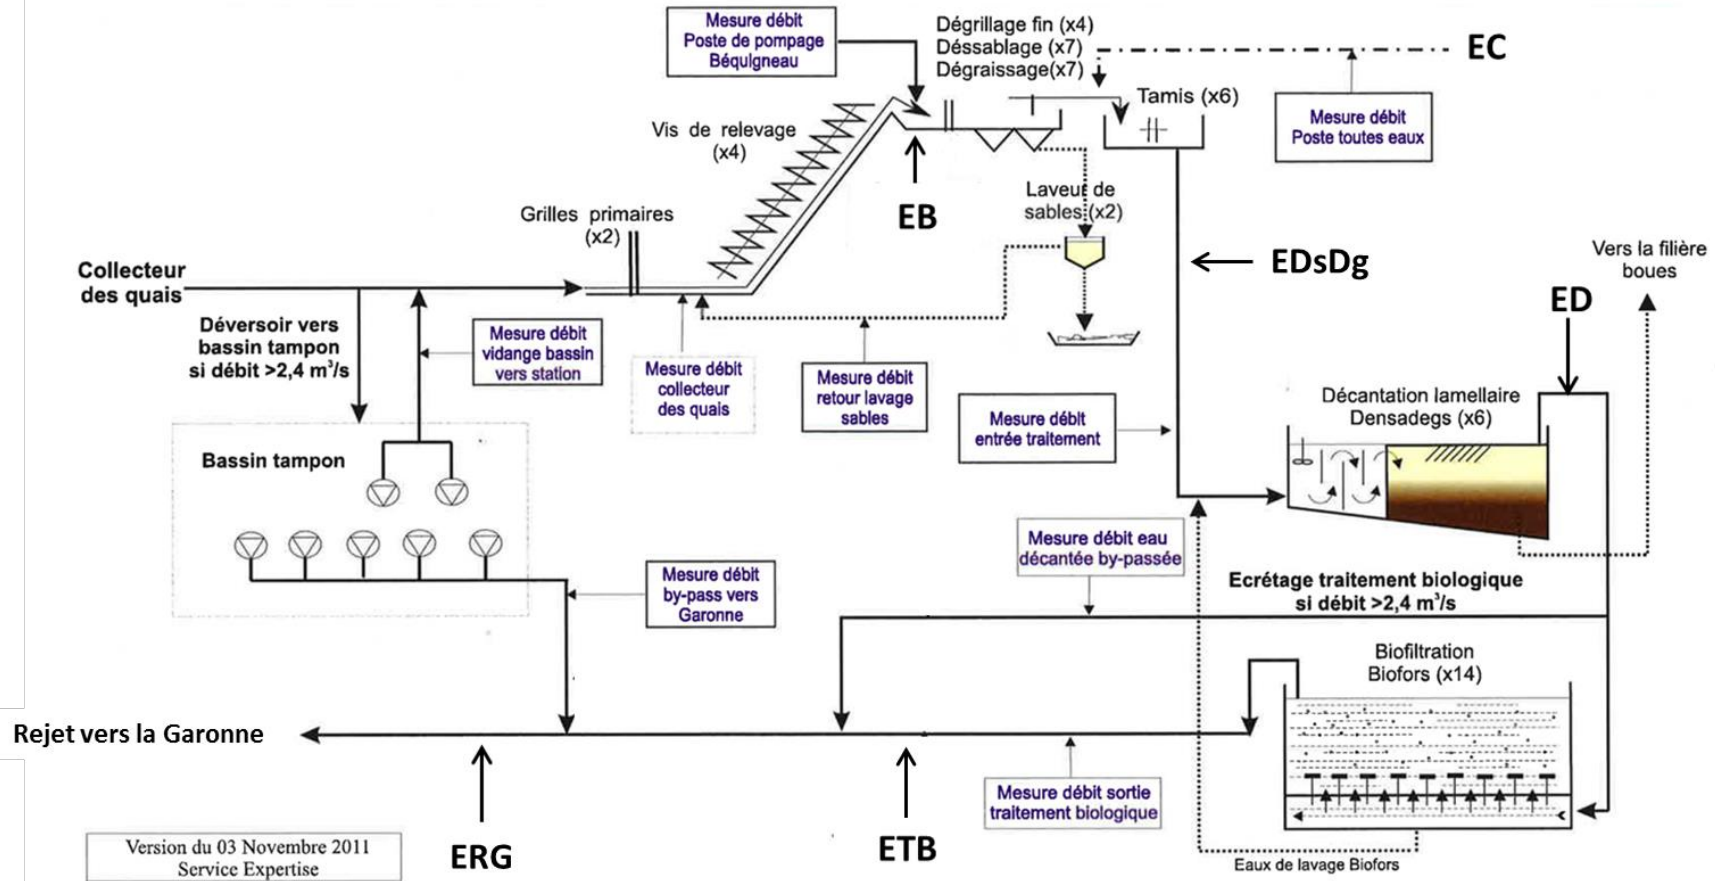 Mesure débit
Poste de pompage
Béquigneau
Dégrillage fin (x4)
Déssablage (x7)
Dégraissage(x7)
EC
Tamis (x6)
Mesure débit
Poste toutes eaux
Vis de relevage
(x4)
Laveur de
sables (x2)
EB
Grilles primaires
(x2)
EDsDg
Vers la filière
boues
Collecteur
des quais
ED
Déversoir vers
bassin tampon
si débit >2,4 m³/s
Mesure débit
vidange bassin
vers station
Mesure débit
collecteur
des quais
Mesure débit
retour lavage
sables
Mesure débit
entrée traitement
Décantation lamellaire
Densadegs (x6)
Bassin tampon
Mesure débit eau
décantée by-passée
Mesure débit
by-pass vers
Garonne
Ecrétage traitement biologique
si débit >2,4 m³/s
Biofiltration
Biofors (x14)
Rejet vers la Garonne
Mesure débit sortie
traitement biologique
ERG
ETB
Eaux de lavage Biofors
Version du 03 Novembre 2011
Service Expertise